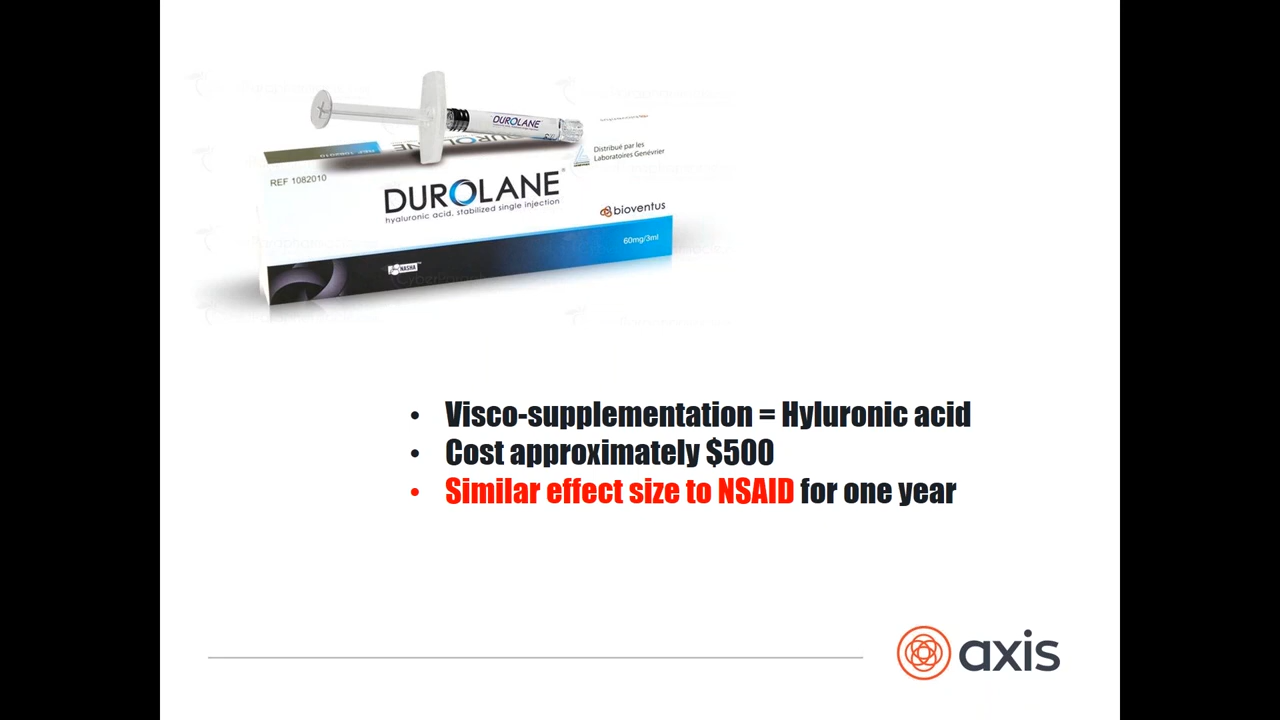 DUROLANE
Distribué par les
Laboratoires Genévrier
REF 1082010
DUROLANE®
hyaluronic acid, stabilized single injection
bioventus
60mg/3ml
NASHA
• Visco-supplementation = Hyluronic acid
• Cost approximately $500
• Similar effect size to NSAID for one year
axis